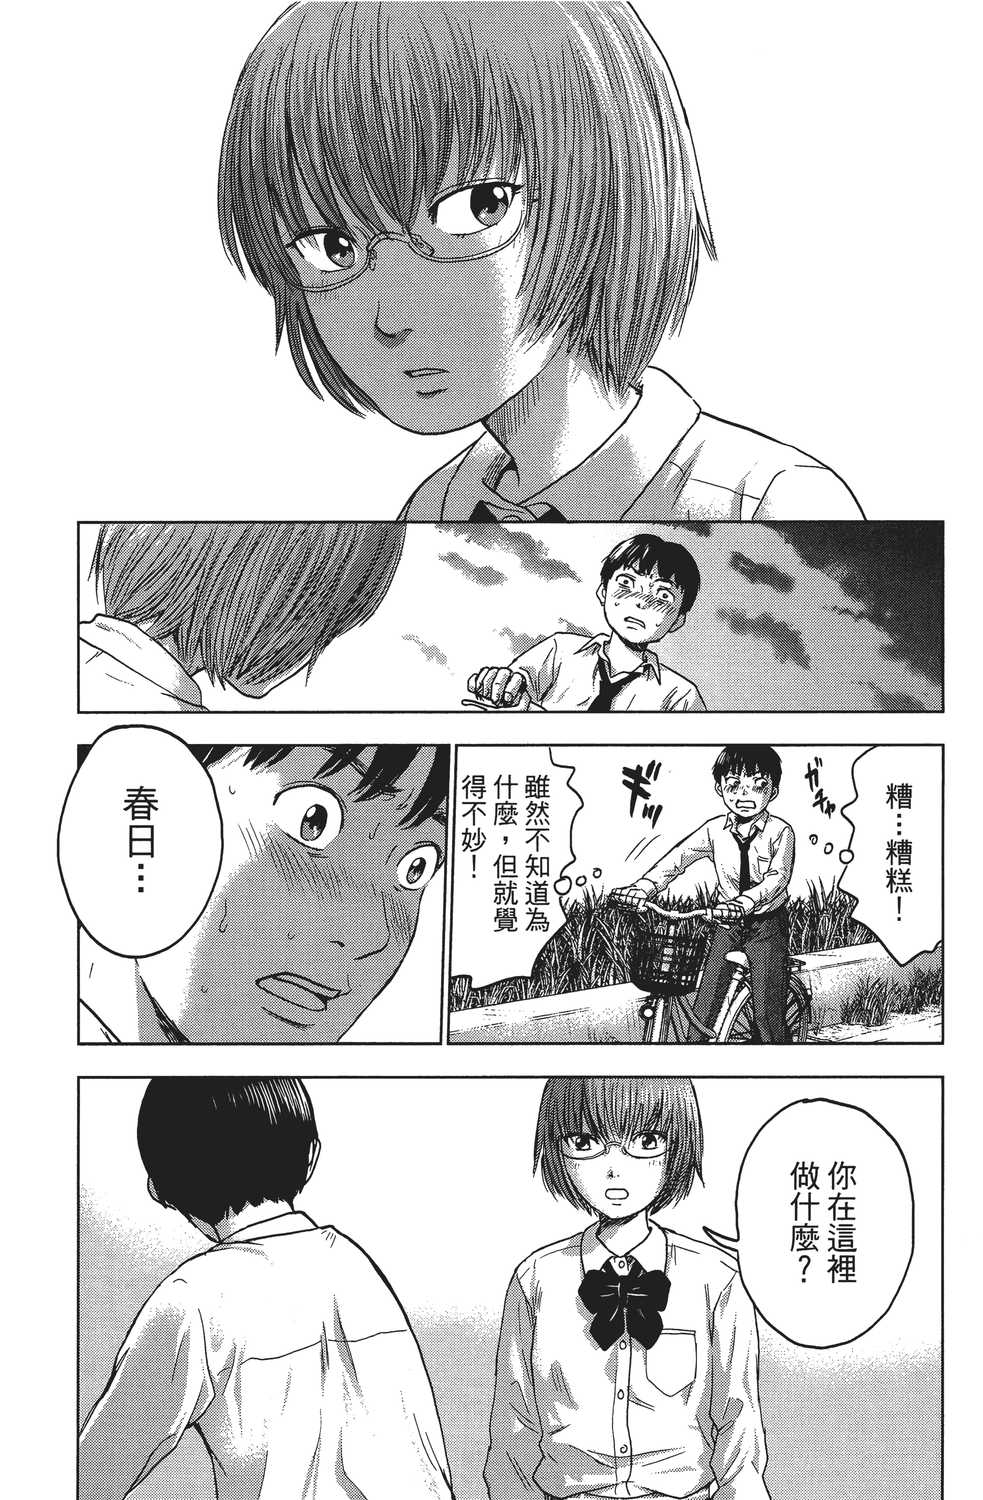 糟…糟糕！
ガチャ
ギギ
雖然不知道為
什麼，但就覺
得不妙！
春日…
你在這裡
做什麼？